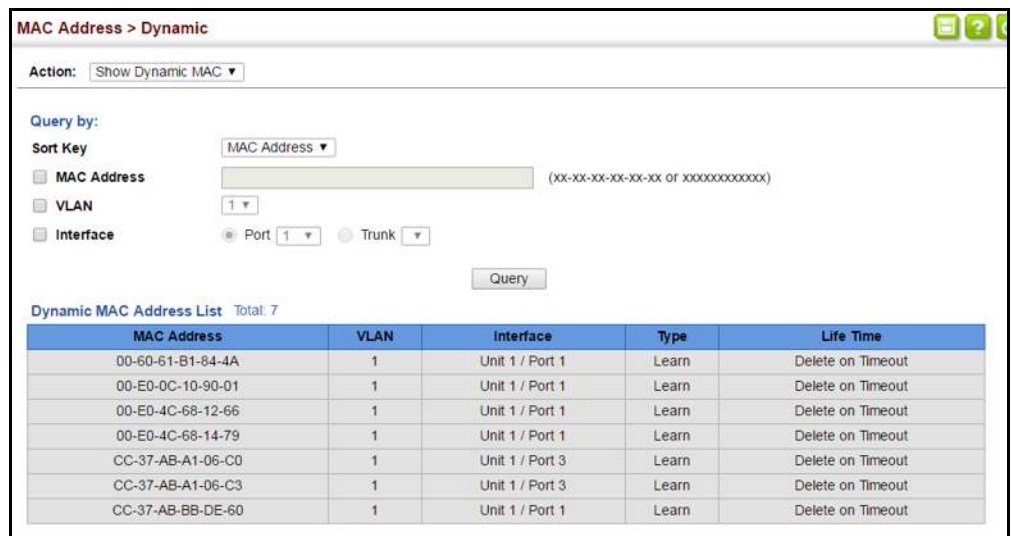 MAC Address > Dynamic
Action: Show Dynamic MAC
Query by:
Sort Key MAC Address
MAC Address (xx-xx-xx-xx-xx-xx or xxxxxxxxxxxx)
VLAN 1
Interface Port 1 Trunk
Query
Dynamic MAC Address List Total: 7
MAC Address VLAN Interface Type Life Time
00-60-61-B1-84-4A 1 Unit 1 / Port 1 Learn Delete on Timeout
00-E0-0C-10-90-01 1 Unit 1 / Port 1 Learn Delete on Timeout
00-E0-4C-68-12-66 1 Unit 1 / Port 1 Learn Delete on Timeout
00-E0-4C-68-14-79 1 Unit 1 / Port 1 Learn Delete on Timeout
CC-37-AB-A1-06-C0 1 Unit 1 / Port 3 Learn Delete on Timeout
CC-37-AB-A1-06-C3 1 Unit 1 / Port 3 Learn Delete on Timeout
CC-37-AB-BB-DE-60 1 Unit 1 / Port 1 Learn Delete on Timeout